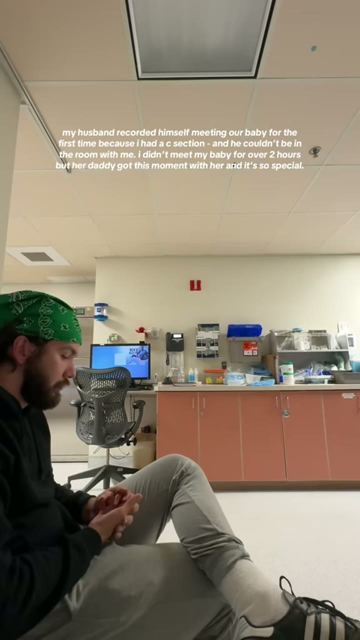 my husband recorded himself meeting our baby for the
first time because i had a c section - and he couldn't be in
the room with me. i didn't meet my baby for over 2 hours
but her daddy got this moment with her and it's so special.